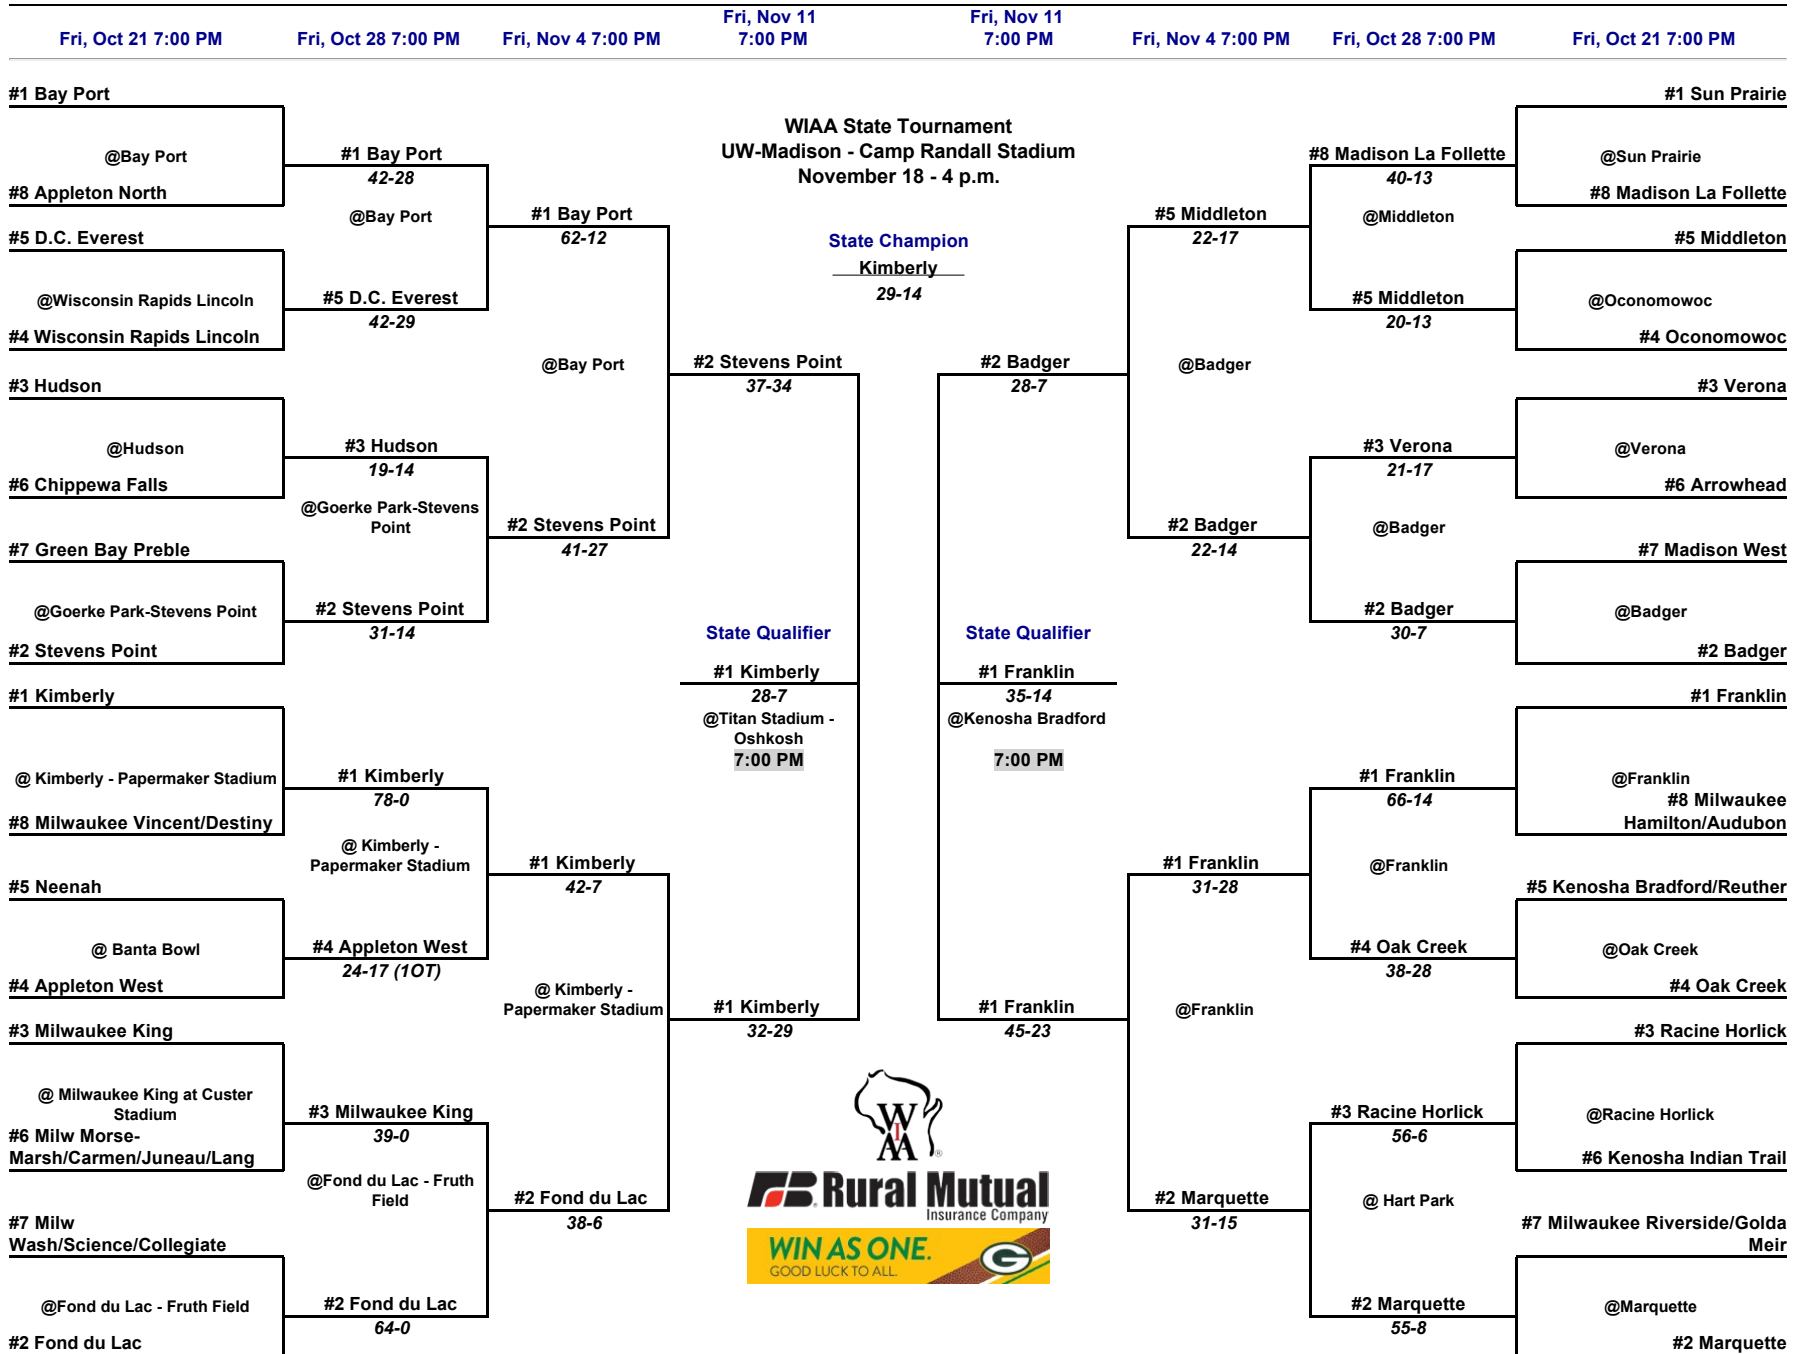 Fri, Oct 21 7:00 PM
Fri, Oct 28 7:00 PM
Fri, Nov 4 7:00 PM
Fri, Nov 11
7:00 PM
Fri, Nov 11
7:00 PM
Fri, Nov 4 7:00 PM
Fri, Oct 28 7:00 PM
Fri, Oct 21 7:00 PM
#1 Bay Port
@Bay Port
#8 Appleton North
#5 D.C. Everest
@Wisconsin Rapids Lincoln
#4 Wisconsin Rapids Lincoln
#3 Hudson
@Hudson
#6 Chippewa Falls
#7 Green Bay Preble
@Goerke Park-Stevens Point
#2 Stevens Point
#1 Kimberly
@ Kimberly - Papermaker Stadium
#8 Milwaukee Vincent/Destiny
#5 Neenah
@ Banta Bowl
#4 Appleton West
#3 Milwaukee King
@ Milwaukee King at Custer
Stadium
#6 Milw Morse-
Marsh/Carmen/Juneau/Lang
#7 Milw
Wash/Science/Collegiate
@Fond du Lac - Fruth Field
#2 Fond du Lac
#1 Bay Port
42-28
@Bay Port
#5 D.C. Everest
42-29
#3 Hudson
19-14
@Goerke Park-Stevens
Point
#2 Stevens Point
31-14
#1 Kimberly
78-0
@ Kimberly -
Papermaker Stadium
#4 Appleton West
24-17 (1OT)
#3 Milwaukee King
39-0
@Fond du Lac - Fruth
Field
#2 Fond du Lac
64-0
#1 Bay Port
62-12
@Bay Port
#2 Stevens Point
41-27
#1 Kimberly
42-7
@ Kimberly -
Papermaker Stadium
#2 Fond du Lac
38-6
#2 Stevens Point
37-34
State Qualifier
#1 Kimberly
28-7
@Titan Stadium -
Oshkosh
7:00 PM
#1 Kimberly
32-29
WIAA State Tournament
UW-Madison - Camp Randall Stadium
November 18 - 4 p.m.
State Champion
Kimberly
29-14
#2 Badger
28-7
State Qualifier
#1 Franklin
35-14
@Kenosha Bradford
7:00 PM
#1 Franklin
45-23
WIAA
®
Rural Mutual
Insurance Company
WIN AS ONE.
GOOD LUCK TO ALL.
G
#5 Middleton
22-17
@Badger
#2 Badger
22-14
#1 Franklin
31-28
@Franklin
#2 Marquette
31-15
#8 Madison La Follette
40-13
@Middleton
#5 Middleton
20-13
#3 Verona
21-17
@Badger
#2 Badger
30-7
#1 Franklin
66-14
@Franklin
#4 Oak Creek
38-28
#3 Racine Horlick
56-6
@ Hart Park
#2 Marquette
55-8
#1 Sun Prairie
@Sun Prairie
#8 Madison La Follette
#5 Middleton
@Oconomowoc
#4 Oconomowoc
#3 Verona
@Verona
#6 Arrowhead
#7 Madison West
@Badger
#2 Badger
#1 Franklin
@Franklin
#8 Milwaukee
Hamilton/Audubon
#5 Kenosha Bradford/Reuther
@Oak Creek
#4 Oak Creek
#3 Racine Horlick
@Racine Horlick
#6 Kenosha Indian Trail
#7 Milwaukee Riverside/Golda
Meir
@Marquette
#2 Marquette